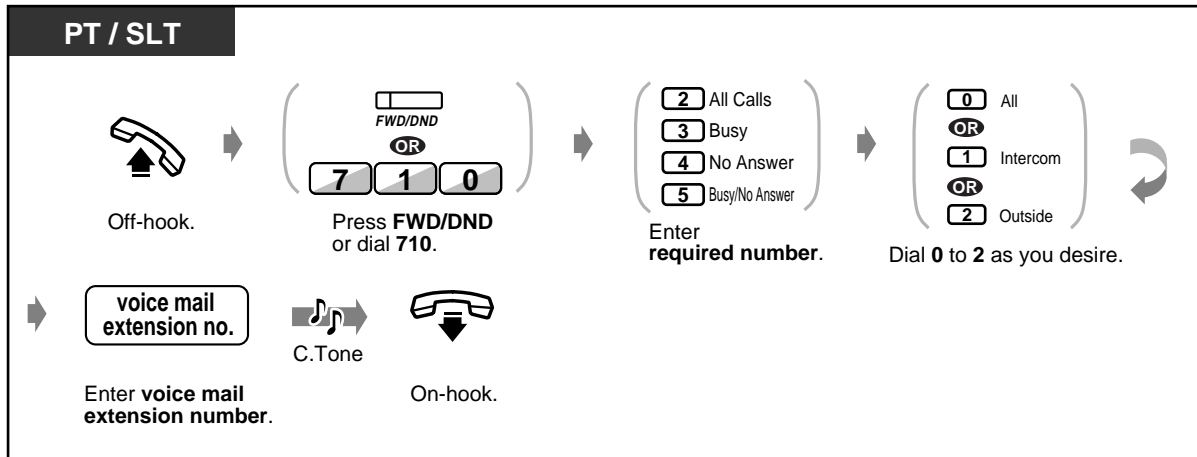 PT / SLT
Off-hook.
FWD/DND
OR
7 1 0
Press FWD/DND
or dial 710.
2 All Calls
3 Busy
4 No Answer
5 Busy/No Answer
Enter
required number.
0 All
OR
1 Intercom
OR
2 Outside
Dial 0 to 2 as you desire.
voice mail
extension no.
Enter voice mail
extension number.
C.Tone
On-hook.